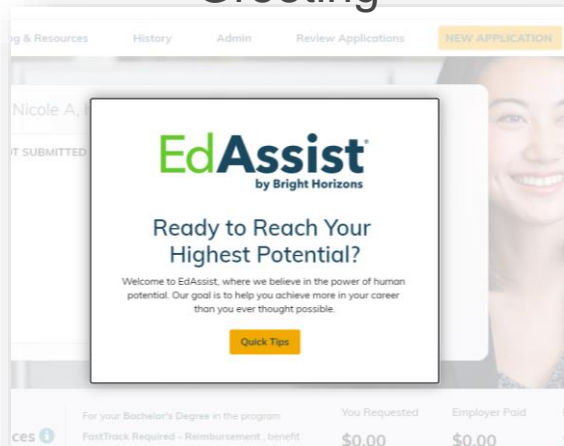 Greeting
& Resources History Admin Review Applications NEW APPLICATION
Nicole A,
SUBMITTED
EdAssist®
by Bright Horizons
Ready to Reach Your
Highest Potential?
Welcome to EdAssist, where we believe in the power of human
potential. Our goal is to help you achieve more in your career
than you ever thought possible.
Quick Tips
For your Bachelor's Degree in the program You Requested Employer Paid
FastTrack Required - Reimbursement , benefit $0.00 $0.00